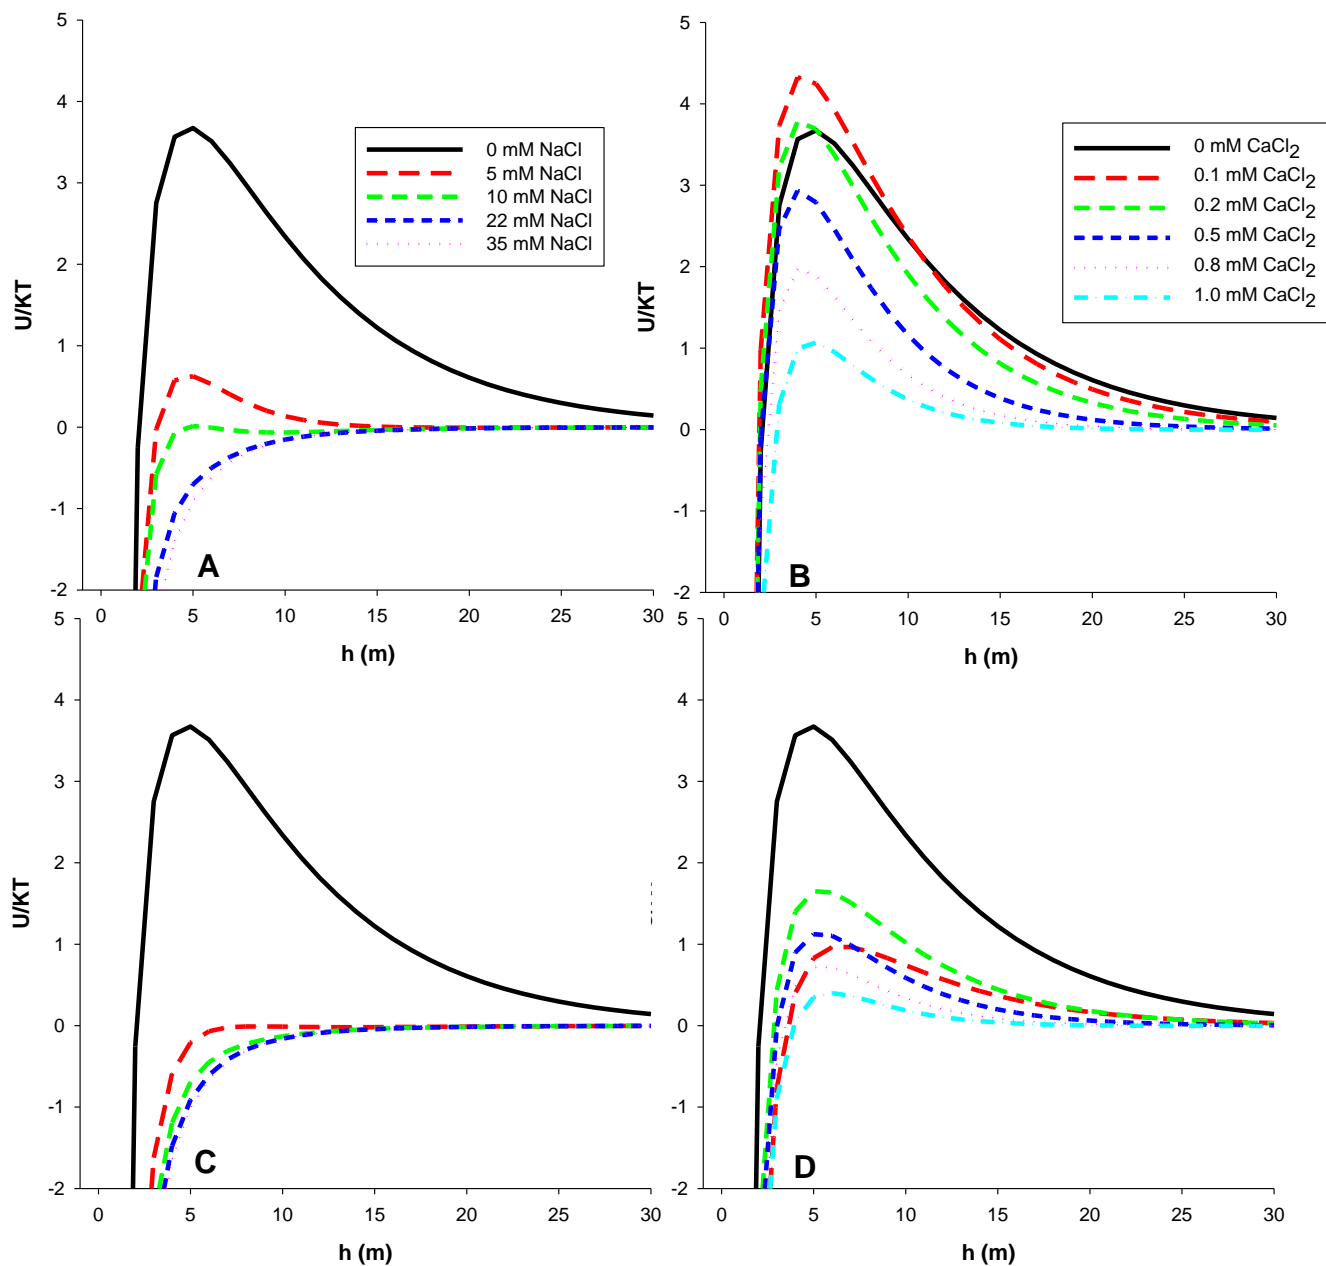 5
4
3
2
1
0
-1
-2
U/KT
0 mM NaCl
5 mM NaCl
10 mM NaCl
22 mM NaCl
35 mM NaCl
A
0 5 10 15 20 25 30
h (m)
5
4
3
2
1
0
-1
-2
U/KT
0 mM CaCl2
0.1 mM CaCl2
0.2 mM CaCl2
0.5 mM CaCl2
0.8 mM CaCl2
1.0 mM CaCl2
B
0 5 10 15 20 25 30
h (m)
5
4
3
2
1
0
-1
-2
U/KT
C
0 5 10 15 20 25 30
h (m)
5
4
3
2
1
0
-1
-2
D
0 5 10 15 20 25 30
h (m)